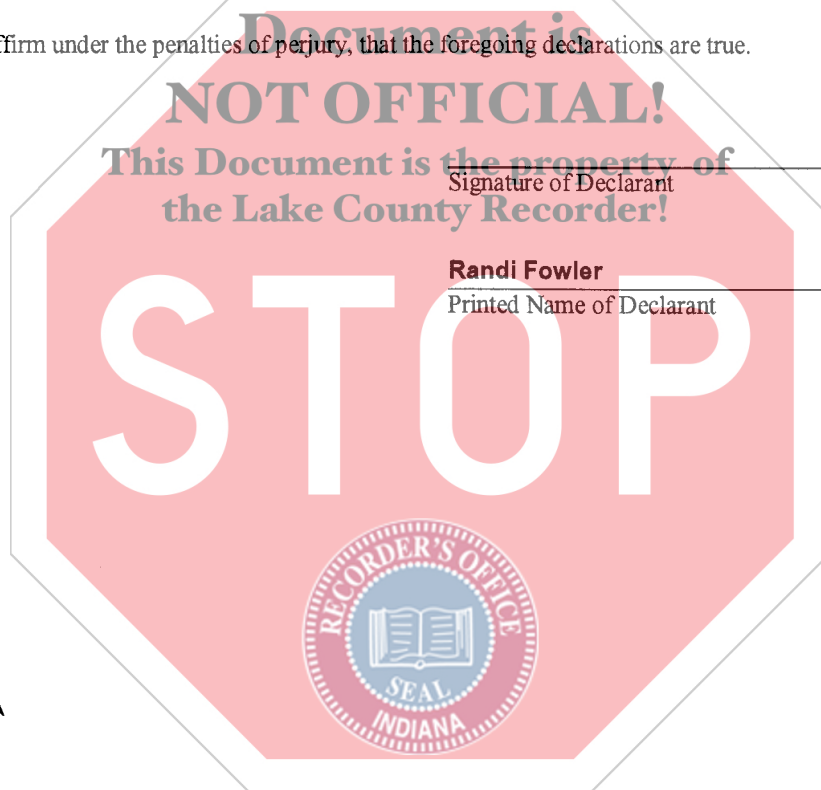 Document is
ffirm under the penalties of perjury, that the foregoing declarations are true.
NOT OFFICIAL!
This Document is the property of
Signature of Declarant
the Lake County Recorder!
Randi Fowler
Printed Name of Declarant
STOP
RECORDER'S OFFICE
SEAL
INDIANA